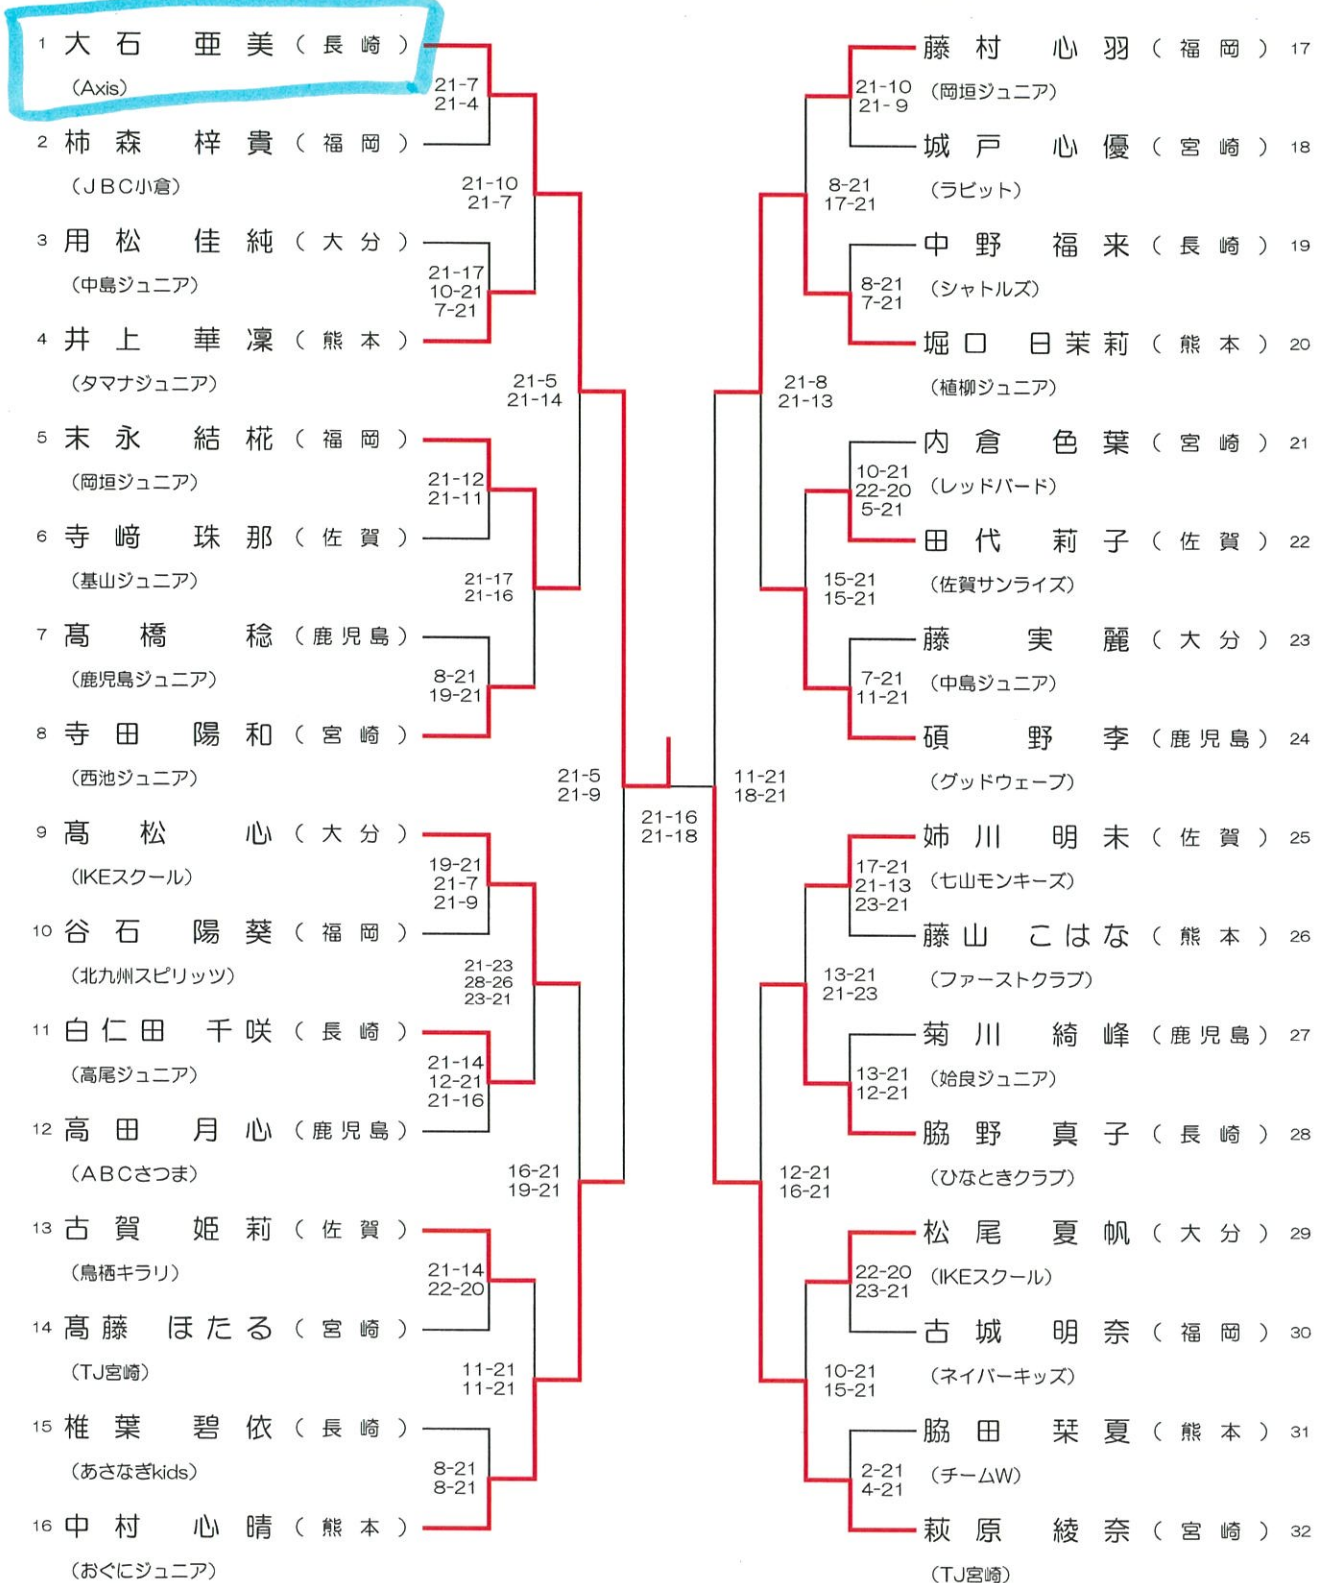 1 大石 亜美（長崎）
（Axis）
21-7
21-4
2 柿森 梓貴（福岡）
（JBC小倉）
21-10
21-7
3 用松 佳純（大分）
（中島ジュニア）
21-17
10-21
7-21
4 井上 華凜（熊本）
（タマナジュニア）
21-5
21-14
5 末永 結椛（福岡）
（岡垣ジュニア）
21-12
21-11
6 寺﨑 珠那（佐賀）
（基山ジュニア）
21-17
21-16
7 髙橋 稔（鹿児島）
（鹿児島ジュニア）
8-21
19-21
8 寺田 陽和（宮崎）
（西池ジュニア）
21-5
21-9
9 髙松 心（大分）
（IKEスクール）
19-21
21-7
21-9
10 谷石 陽葵（福岡）
（北九州スピリッツ）
21-23
28-26
23-21
11 白仁田 千咲（長崎）
（高尾ジュニア）
21-14
12-21
21-16
12 高田 月心（鹿児島）
（ABCさつま）
16-21
19-21
13 古賀 姫莉（佐賀）
（鳥栖キラリ）
21-14
22-20
14 髙藤 ほたる（宮崎）
（TJ宮崎）
11-21
11-21
15 椎葉 碧依（長崎）
（あさなぎkids）
8-21
8-21
16 中村 心晴（熊本）
（おぐにジュニア）
21-16
21-18
藤村 心羽（福岡）17
21-10
21-9
（岡垣ジュニア）
城戸 心優（宮崎）18
8-21
17-21
（ラビット）
中野 福来（長崎）19
8-21
7-21
（シャトルズ）
堀口 日茉莉（熊本）20
（植柳ジュニア）
21-8
21-13
内倉 色葉（宮崎）21
10-21
22-20
5-21
（レッドバード）
田代 莉子（佐賀）22
15-21
15-21
（佐賀サンライズ）
藤 実麗（大分）23
7-21
11-21
（中島ジュニア）
碩 野李（鹿児島）24
（グッドウェーブ）
11-21
18-21
姉川 明未（佐賀）25
17-21
21-13
23-21
（七山モンキーズ）
藤山 こはな（熊本）26
13-21
21-23
（ファーストクラブ）
菊川 綺峰（鹿児島）27
13-21
12-21
（姶良ジュニア）
脇野 真子（長崎）28
12-21
16-21
（ひなときクラブ）
松尾 夏帆（大分）29
22-20
23-21
（IKEスクール）
古城 明奈（福岡）30
10-21
15-21
（ネイバーキッズ）
脇田 栞夏（熊本）31
2-21
4-21
（チームW）
萩原 綾奈（宮崎）32
（TJ宮崎）